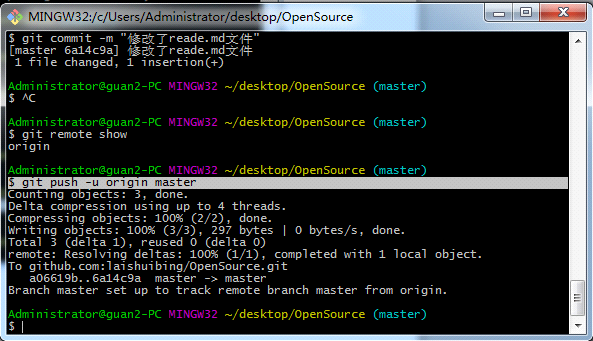 MINGW32:/c/Users/Administrator/desktop/OpenSource
$ git commit -m "修改了reade.md文件"
[master 6a14c9a] 修改了reade.md文件
1 file changed, 1 insertion(+)
Administrator@guan2-PC MINGW32 ~/desktop/OpenSource (master)
$ ^C
Administrator@guan2-PC MINGW32 ~/desktop/OpenSource (master)
$ git remote show
origin
Administrator@guan2-PC MINGW32 ~/desktop/OpenSource (master)
$ git push -u origin master
Counting objects: 3, done.
Delta compression using up to 4 threads.
Compressing objects: 100% (2/2), done.
Writing objects: 100% (3/3), 297 bytes | 0 bytes/s, done.
Total 3 (delta 1), reused 0 (delta 0)
remote: Resolving deltas: 100% (1/1), completed with 1 local object.
To github.com:laishuibing/OpenSource.git
a06619b..6a14c9a  master -> master
Branch master set up to track remote branch master from origin.
Administrator@guan2-PC MINGW32 ~/desktop/OpenSource (master)
$